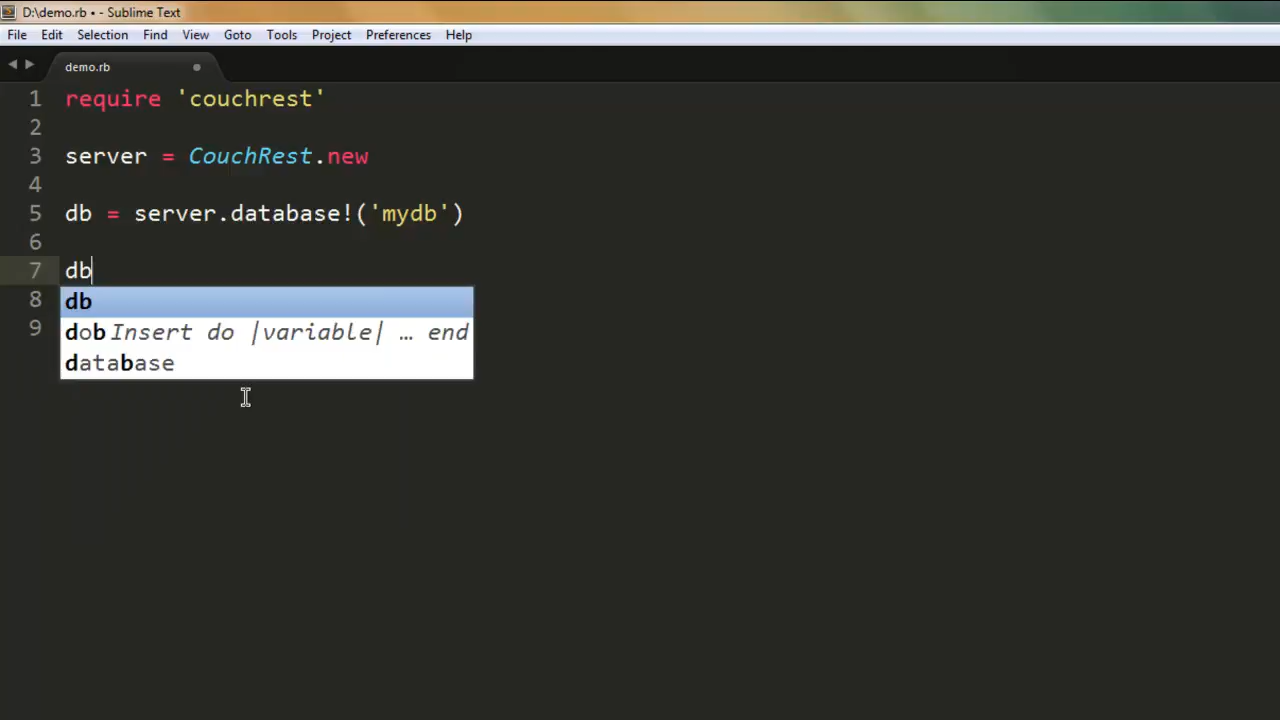 D:\demo.rb • - Sublime Text
File Edit Selection Find View Goto Tools Project Preferences Help
demo.rb
1 require 'couchrest'
2
3 server = CouchRest.new
4
5 db = server.database!('mydb')
6
7 db
8 db
dob Insert do |variable| … end
9
database